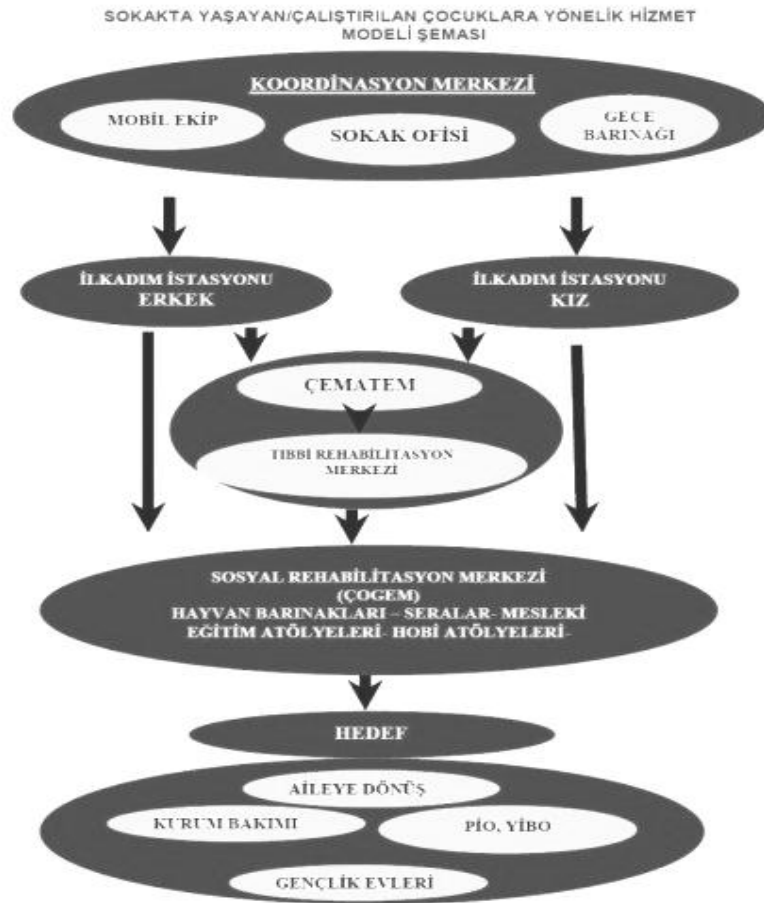 SOKAKTA YAŞAYAN/ÇALIŞTIRILAN ÇOCUKLARA YÖNELİK HİZMET
MODELİ ŞEMASI
KOORDİNASYON MERKEZİ
MOBİL EKİP
SOKAK OFİSİ
GECE
BARINAĞI
İLKADIM İSTASYONU
ERKEK
İLKADIM İSTASYONU
KIZ
ÇEMATEM
TIBBİ REHABİLİTASYON
MERKEZİ
SOSYAL REHABİLİTASYON MERKEZİ
(ÇOGEM)
HAYVAN BARINAKLARI – SERALAR- MESLEKİ
EĞİTİM ATÖLYELERİ- HOBİ ATÖLYELERİ-
HEDEF
AİLEYE DÖNÜŞ
KURUM BAKIMI
PİO, YİBO
GENÇLİK EVLERİ